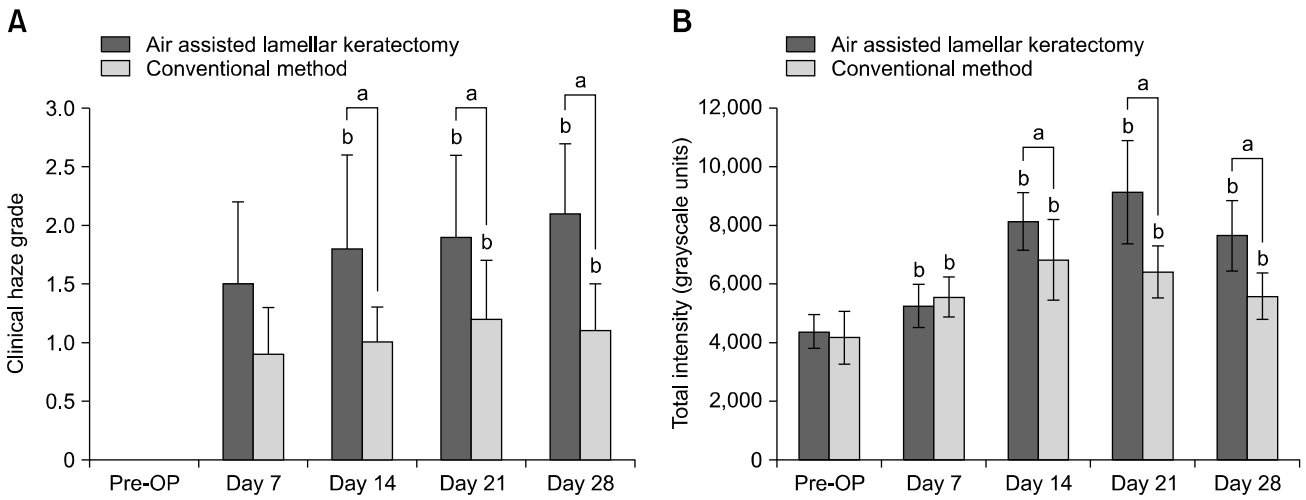 A
Air assisted lamellar keratectomy
Conventional method
Clinical haze grade
3.0
2.5
2.0
1.5
1.0
0.5
0
a
a
a
b
b
b
b
b
Pre-OP Day 7 Day 14 Day 21 Day 28
B
Air assisted lamellar keratectomy
Conventional method
Total intensity (grayscale units)
12,000
10,000
8,000
6,000
4,000
2,000
0
a
a
a
b
b
b
b
b
b
b
b
Pre-OP Day 7 Day 14 Day 21 Day 28